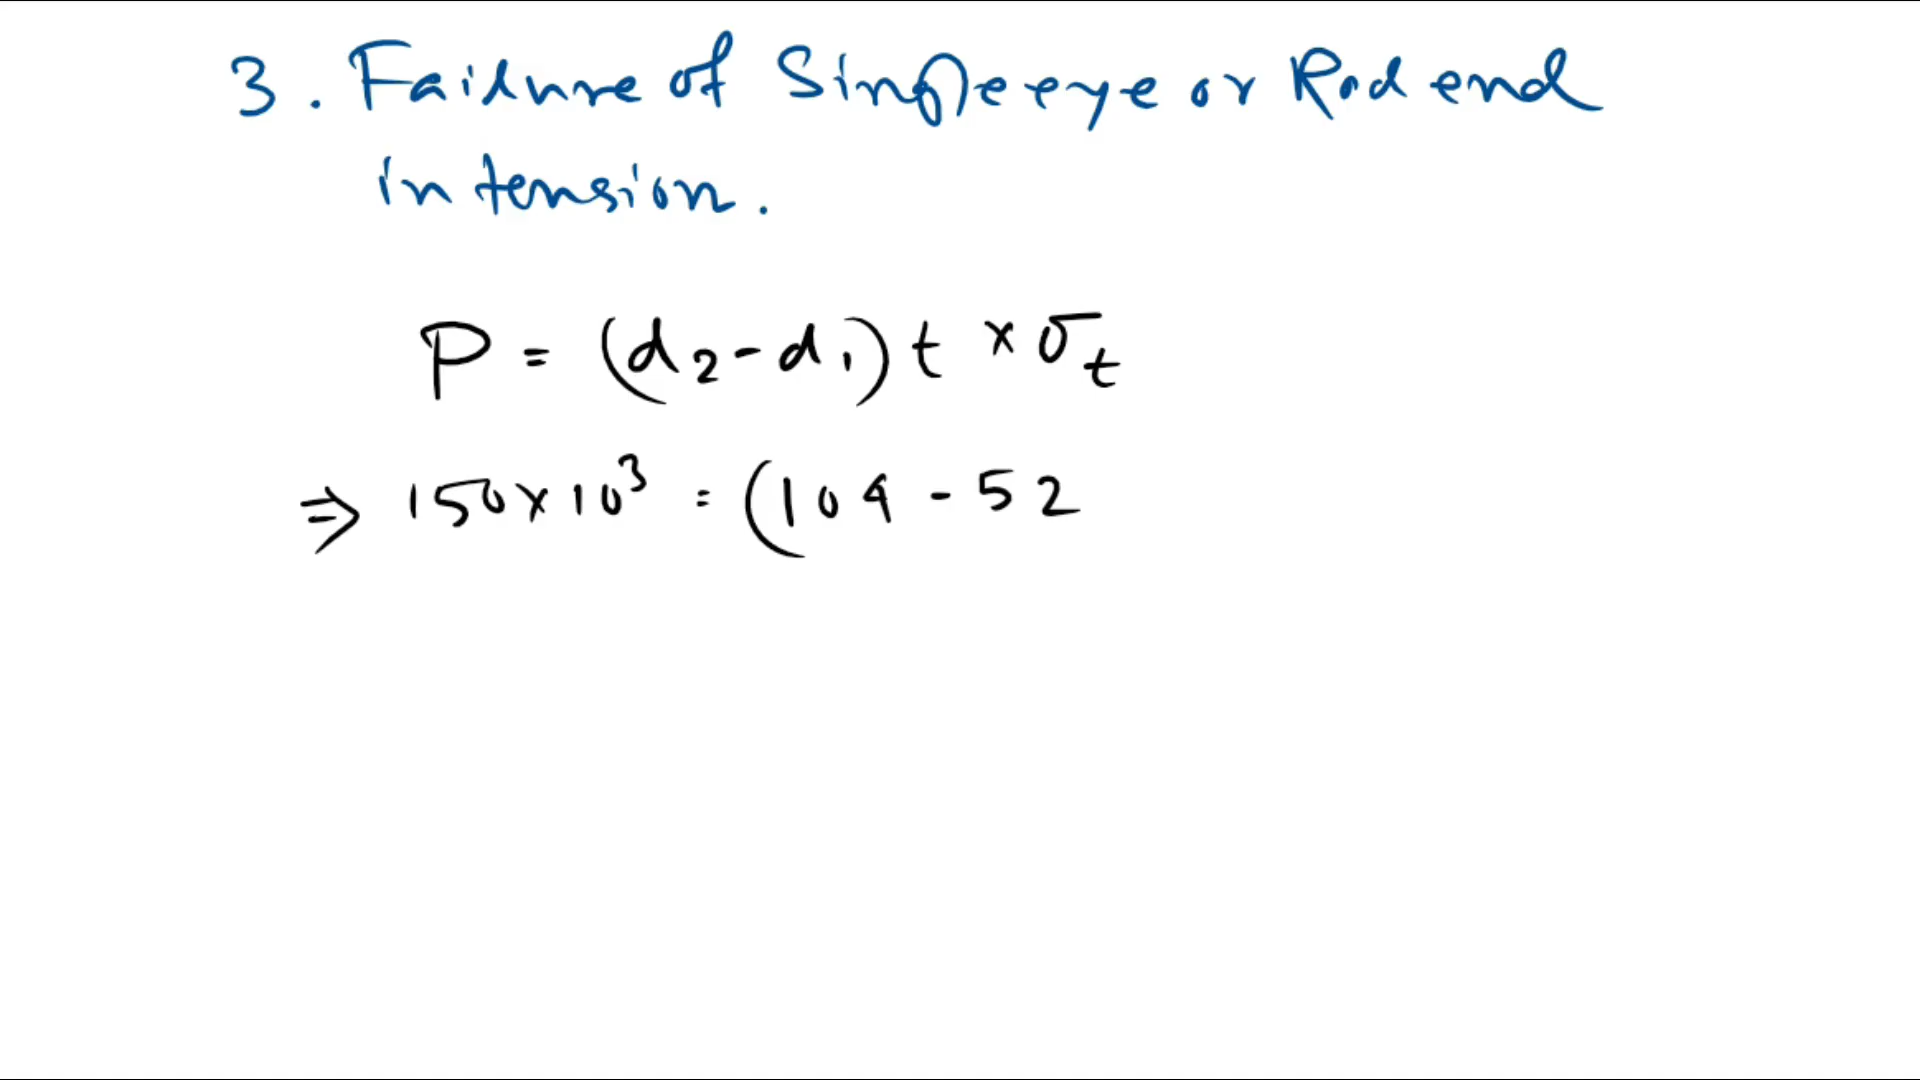 3. Failure of Single eye or Rod end
in tension.
P = (d₂-d₁) t × σₜ
⇒ 150×10³ = (104 - 52